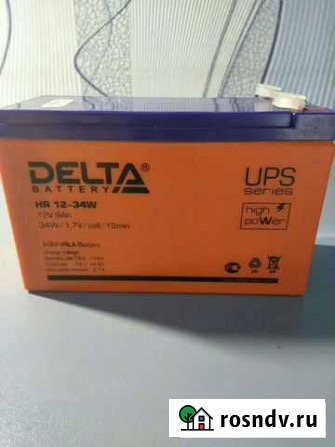 DELTA®
BATTERY
HR 12-34W
12V 9Ah
34W/1.7V/cell/15min
UPS
series
high
power
rosndv.ru